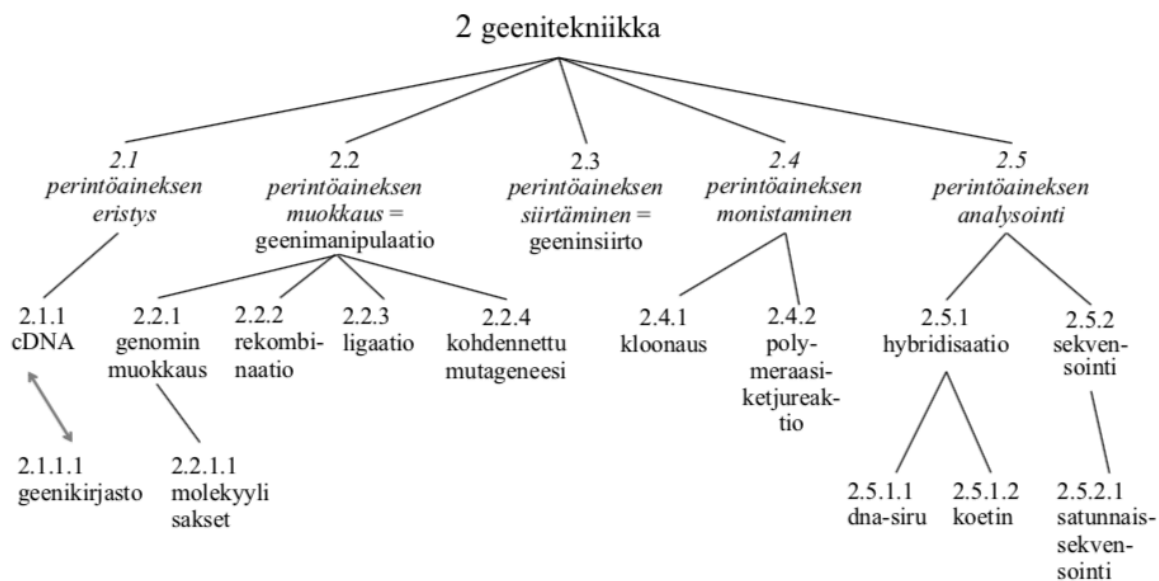 2 geenitekniikka
2.1
perintöaineksen
eristys
2.2
perintöaineksen
muokkaus =
geenimanipulaatio
2.3
perintöaineksen
siirtäminen =
geeninsiirto
2.4
perintöaineksen
monistaminen
2.5
perintöaineksen
analysointi
2.1.1
cDNA
2.2.1
genomin
muokkaus
2.2.2
rekombi-
naatio
2.2.3
ligaatio
2.2.4
kohdennettu
mutageneesi
2.4.1
kloonaus
2.4.2
poly-
meraasi-
ketjureak-
tio
2.5.1
hybridisaatio
2.5.2
sekven-
sointi
2.1.1.1
geenikirjasto
2.2.1.1
molekyyli
sakset
2.5.1.1
dna-siru
2.5.1.2
koetin
2.5.2.1
satunnais-
sekven-
sointi